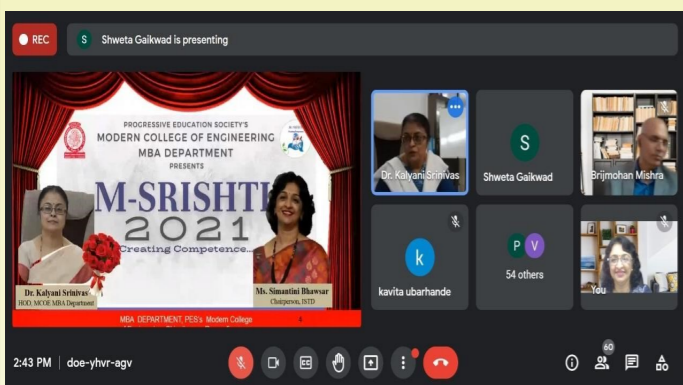 REC
S Shweta Gaikwad is presenting
PROGRESSIVE EDUCATION SOCIETY'S
MODERN COLLEGE OF ENGINEERING
MBA DEPARTMENT
PRESENTS
M-SRISHTI
2021
Creating Competence...
Dr. Kalyani Srinivas
HOD, MCOE MBA Department
Ms. Simantini Bhawsar
Chairperson, ISTD
MBA DEPARTMENT, PES's Modern College
4
Dr. Kalyani Srinivas
S
Shweta Gaikwad
Brijmohan Mishra
k
kavita ubarhande
P V
54 others
You
2:43 PM | doe-yhvr-agv
CC
60